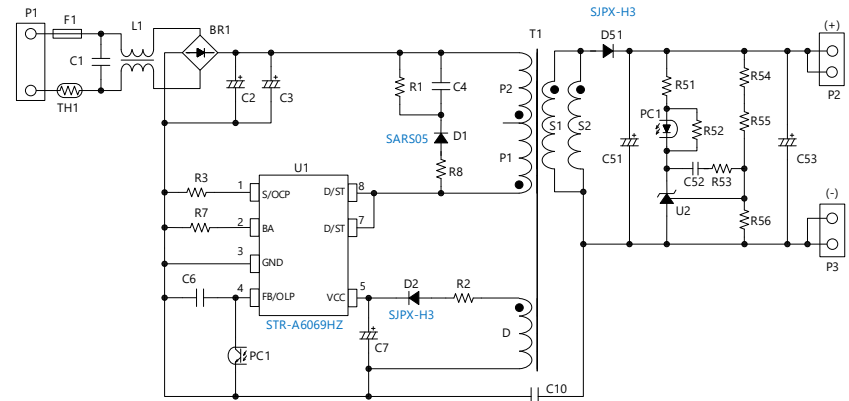 SJPX-H3
P1
F1
L1
BR1
T1
D51
(+)
C1
R1
C4
P2
R51
R54
TH1
C2
C3
P2
PC1
S1
S2
R52
R55
SARS05
D1
P1
C51
C53
R8
C52
R53
U1
R3
1
S/OCP
D/ST
8
U2
(-)
R7
2
BA
D/ST
7
R56
3
GND
P3
C6
4
FB/OLP
VCC
5
D2
R2
STR-A6069HZ
SJPX-H3
D
PC1
C7
C10